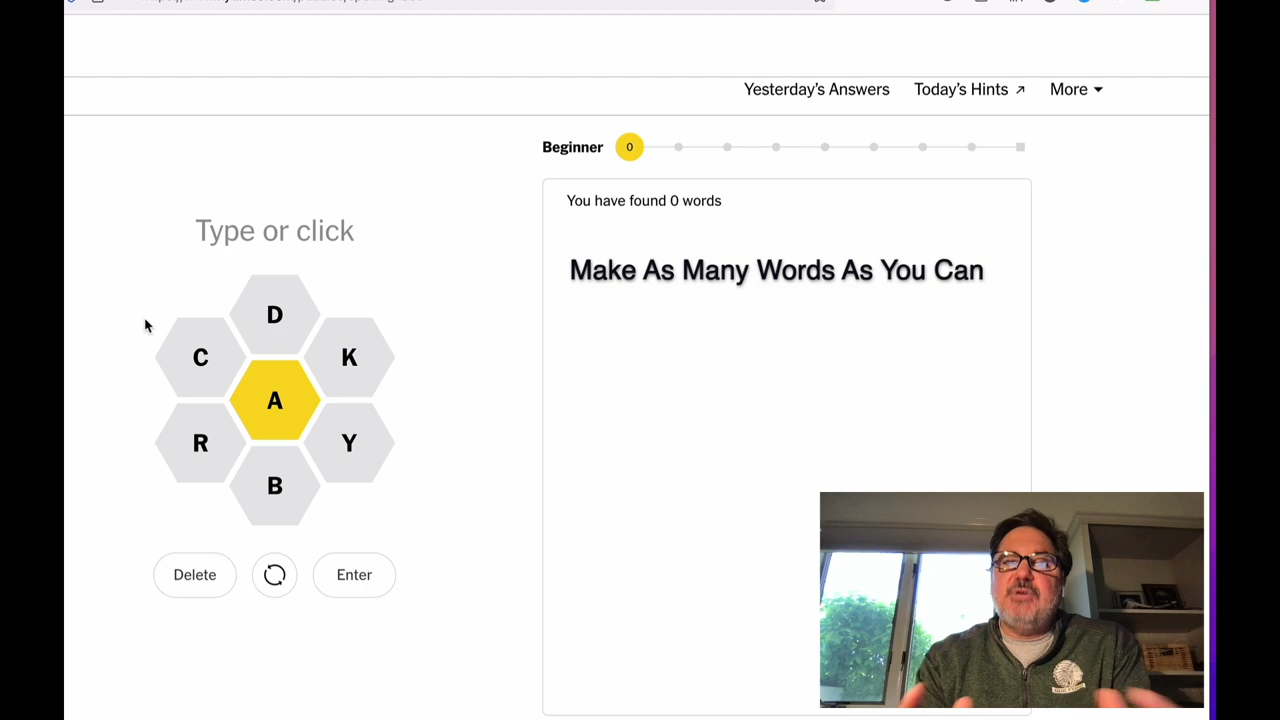 Yesterday's Answers Today's Hints ↗ More
Beginner 0
You have found 0 words
Type or click
Make As Many Words As You Can
D
C K
A
R Y
B
Delete Enter